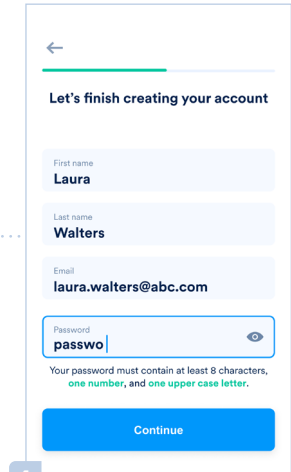 Let's finish creating your account
First name
Laura
Last name
Walters
Email
laura.walters@abc.com
Password
passwo
Your password must contain at least 8 characters,
one number, and one upper case letter.
Continue